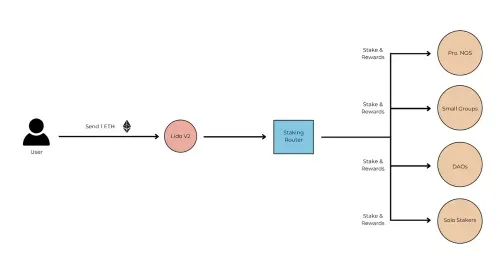 User
Send 1 ETH
Lido V2
Staking
Router
Stake &
Rewards
Pro. NOS
Stake &
Rewards
Small Groups
Stake &
Rewards
DAOs
Stake &
Rewards
Solo Stakers